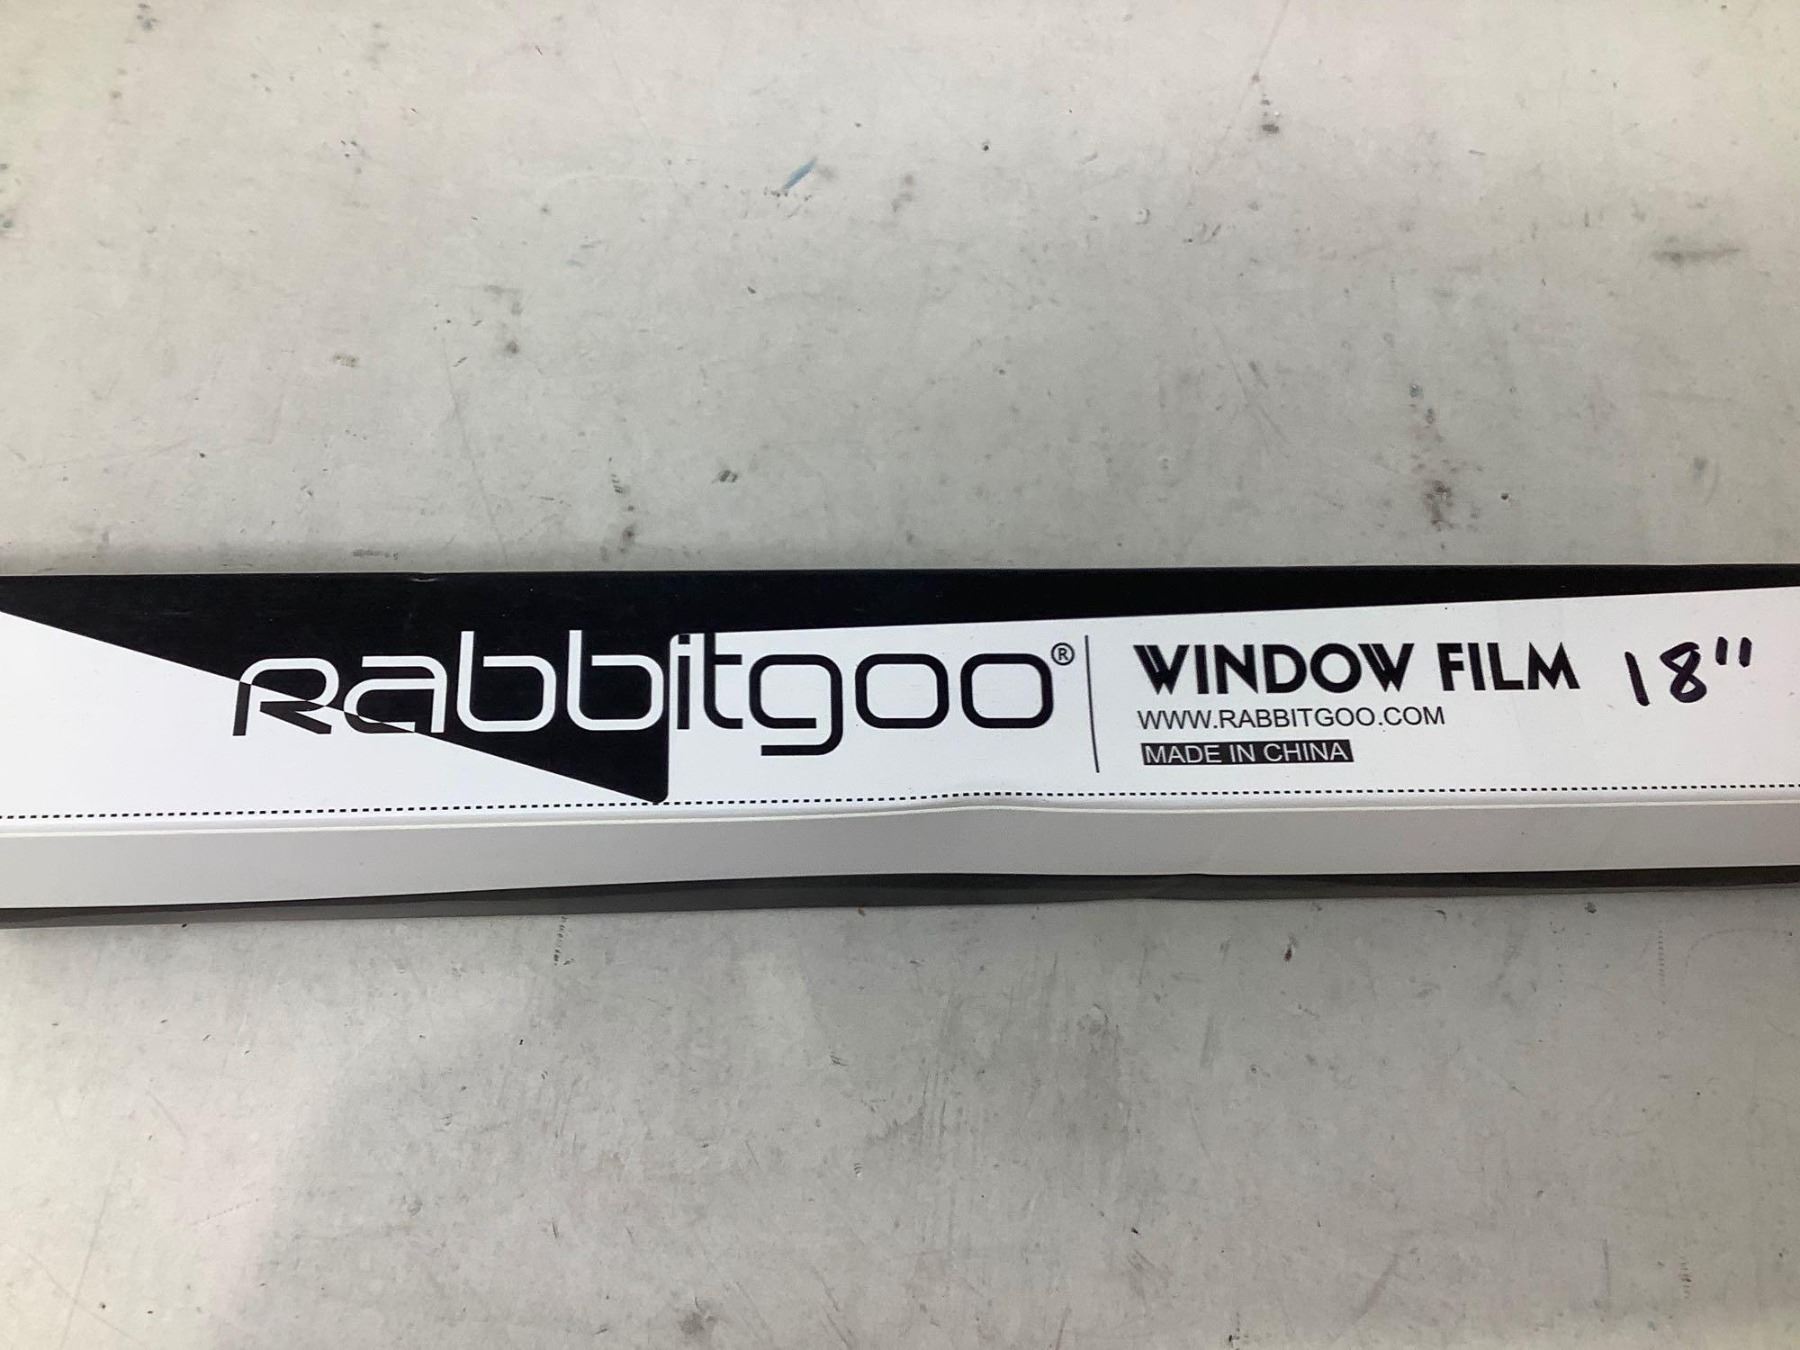 Rabbitgoo®
WINDOW FILM 18"
WWW.RABBITGOO.COM
MADE IN CHINA